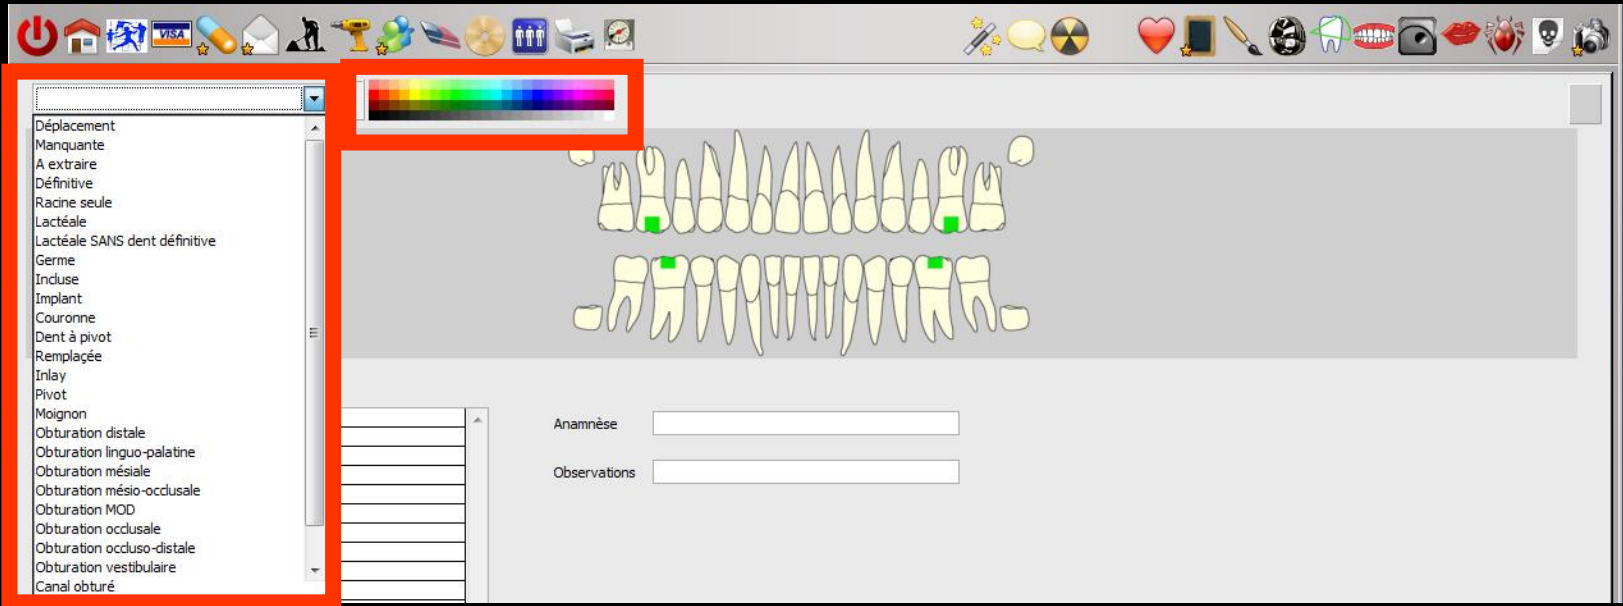 VISA
Déplacement
Manquante
A extraire
Définitive
Racine seule
Lactéale
Lactéale SANS dent définitive
Germe
Incluse
Implant
Couronne
Dent à pivot
Remplaçée
Inlay
Pivot
Moignon
Obturation distale
Obturation linguo-palatine
Obturation mésiale
Obturation mésio-occlusale
Obturation MOD
Obturation occlusale
Obturation occluso-distale
Obturation vestibulaire
Canal obturé
Anamnèse
Observations